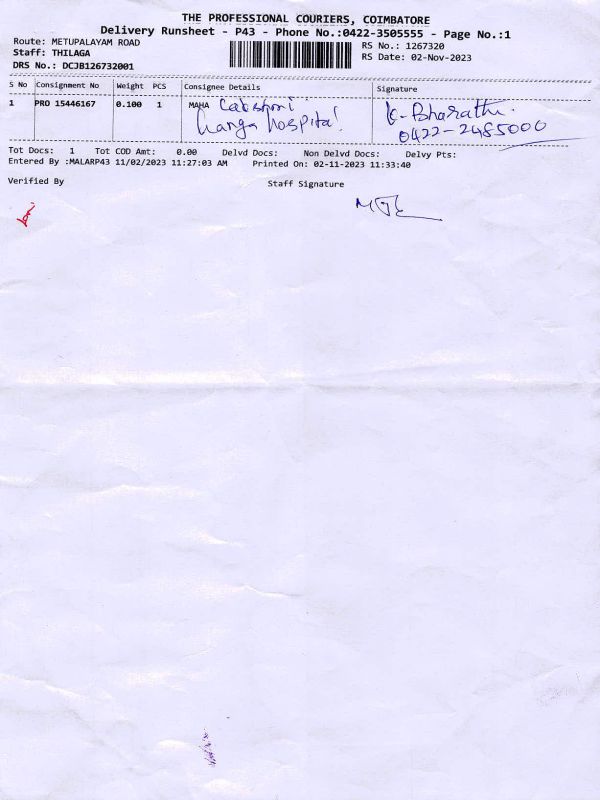 THE PROFESSIONAL COURIERS, COIMBATORE
Delivery Runsheet - P43 - Phone No.:0422-3505555 - Page No.:1
Route: METUPALAYAM ROAD
RS No.: 1267320
Staff: THILAGA
RS Date: 02-Nov-2023
DRS No.: DCJB126732001
S No Consignment No Weight PCS Consignee Details Signature
1 PRO 15446167 0.100 1 MAHA Lakshmi K. Bharathi
Ganga hospital 0422-2485000
Tot Docs: 1 Tot COD Amt: 0.00 Delvd Docs: Non Delvd Docs: Delvy Pts:
Entered By :MALARP43 11/02/2023 11:27:03 AM Printed On: 02-11-2023 11:33:40
Verified By Staff Signature